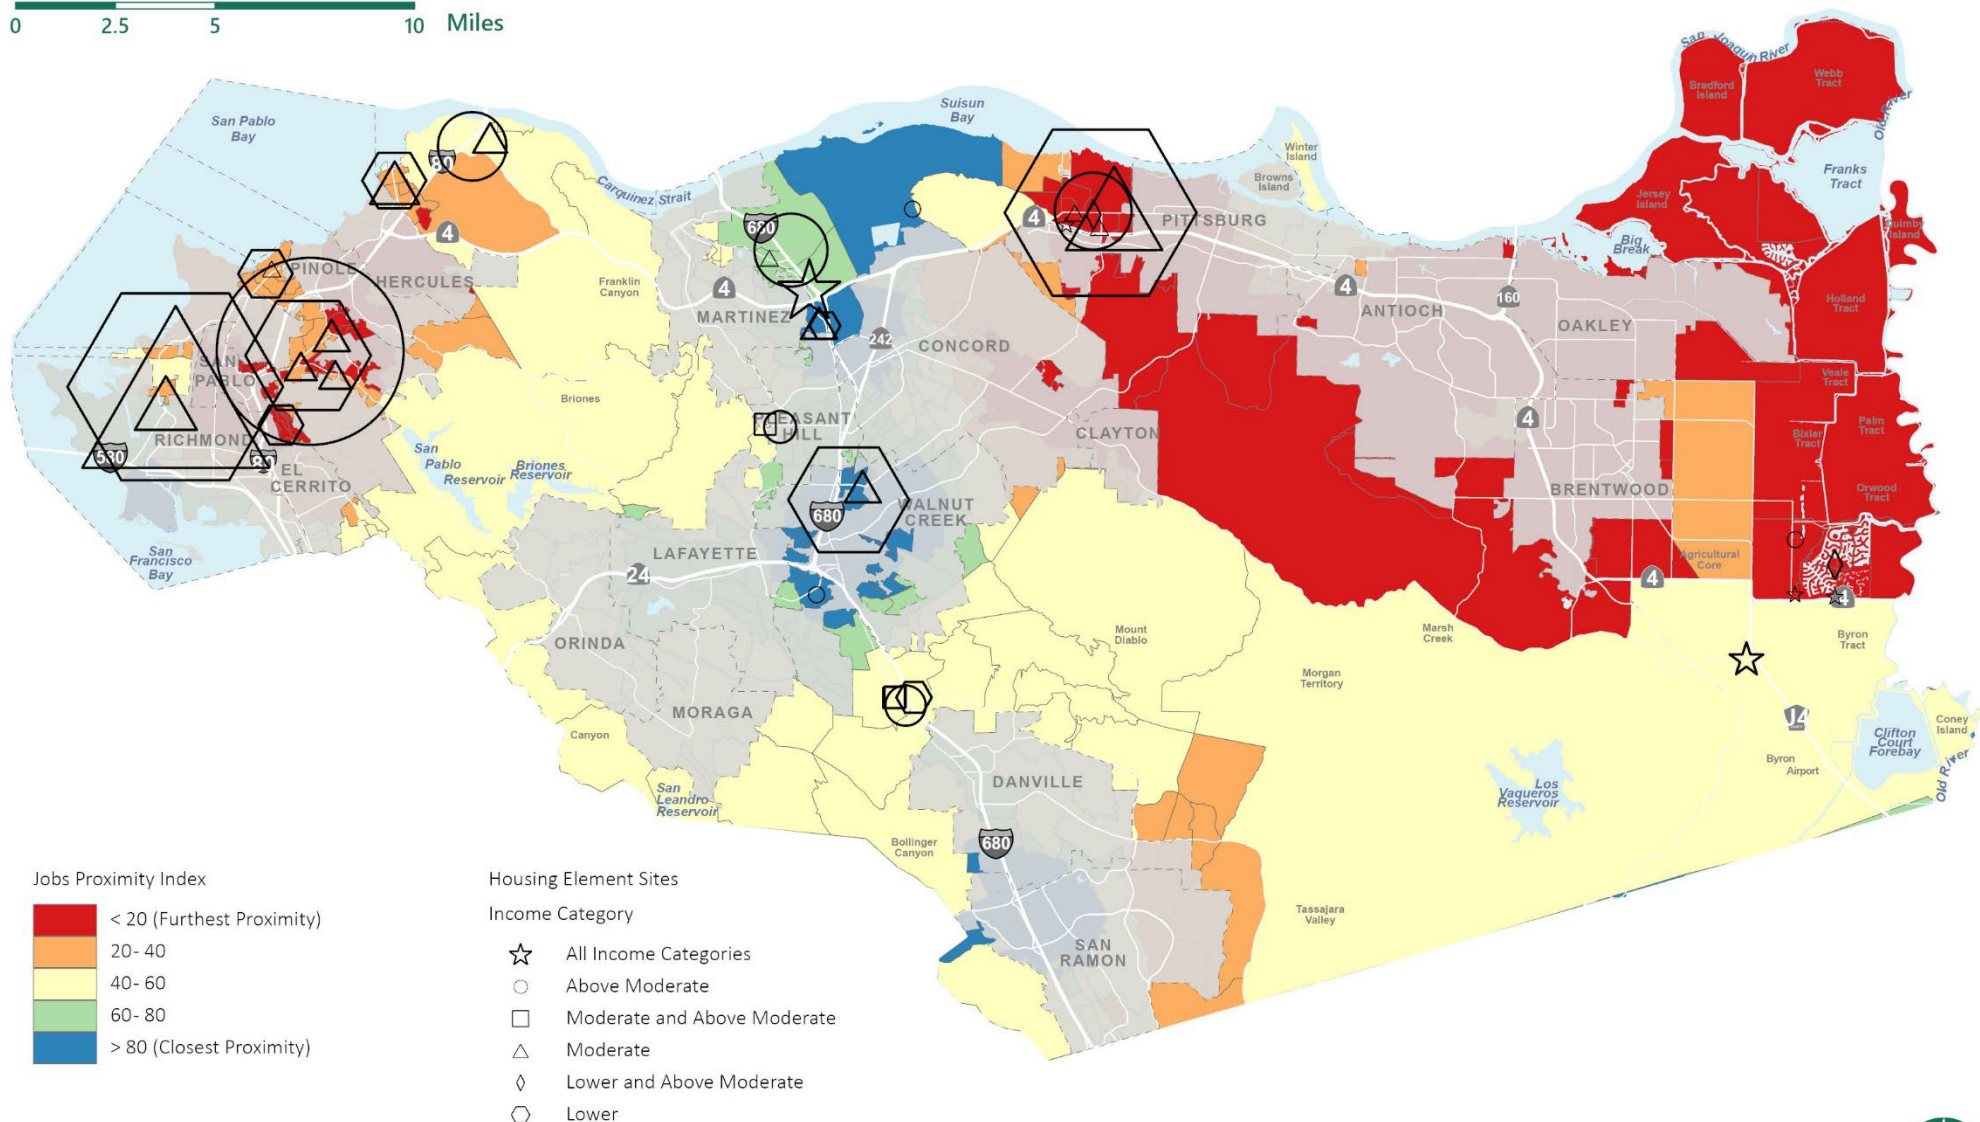 0 2.5 5 10 Miles
San Joaquin River
Webb
Tract
Bradford
Island
Old River
Suisun
Bay
San Pablo
Bay
Winter
Island
Franks
Tract
80
Browns
Island
Carquinez Strait
Jersey
Island
4
680
4
PITTSBURG
Quimby
Island
Big
Break
PINOLE
HERCULES
Franklin
Canyon
4
4
160
Holland
Tract
MARTINEZ
ANTIOCH
OAKLEY
242
CONCORD
SAN
PABLO
Veale
Tract
Briones
PLEASANT
HILL
4
CLAYTON
Palm
Tract
Bixler
Tract
RICHMOND
580
80
San
Pablo
Reservoir
Briones
Reservoir
EL
CERRITO
BRENTWOOD
Orwood
Tract
WALNUT
CREEK
680
San
Francisco
Bay
LAFAYETTE
Agricultural
Core
24
4
4
ORINDA
Mount
Diablo
Marsh
Creek
Byron
Tract
Morgan
Territory
MORAGA
J4
Coney
Island
Canyon
Clifton
Court
Forebay
Byron
Airport
Old River
DANVILLE
San
Leandro
Reservoir
Los
Vaqueros
Reservoir
680
Bollinger
Canyon
Tassajara
Valley
SAN
RAMON
Jobs Proximity Index
< 20 (Furthest Proximity)
20 - 40
40 - 60
60 - 80
> 80 (Closest Proximity)
Housing Element Sites
Income Category
All Income Categories
Above Moderate
Moderate and Above Moderate
Moderate
Lower and Above Moderate
Lower